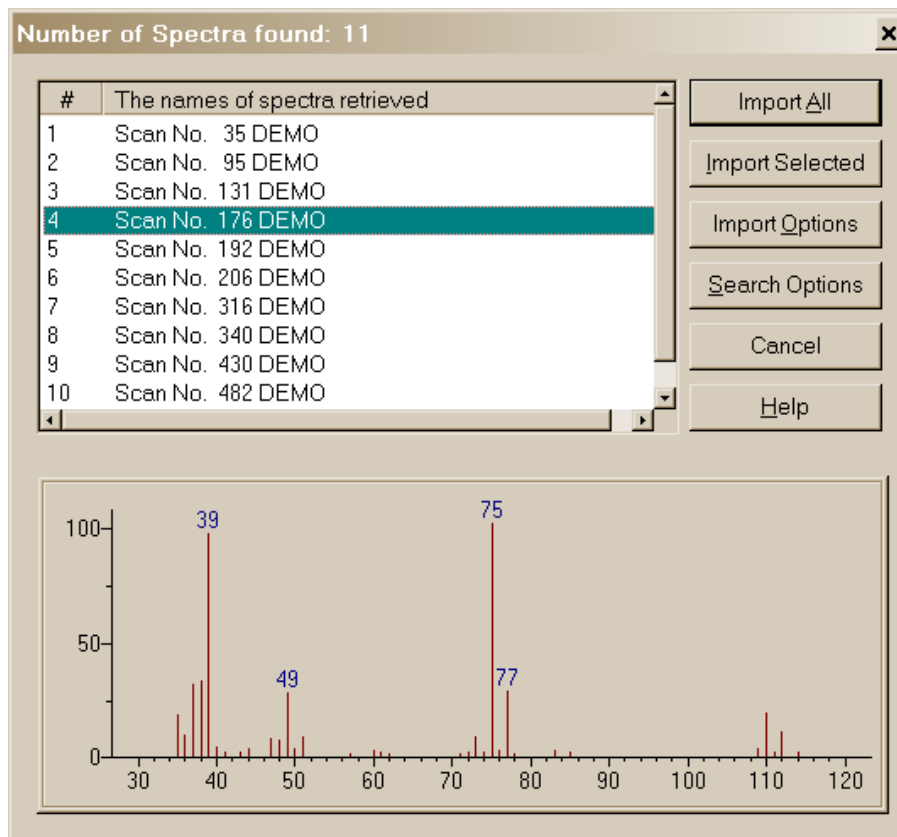 Number of Spectra found: 11
# The names of spectra retrieved
1 Scan No. 35 DEMO
2 Scan No. 95 DEMO
3 Scan No. 131 DEMO
4 Scan No. 176 DEMO
5 Scan No. 192 DEMO
6 Scan No. 206 DEMO
7 Scan No. 316 DEMO
8 Scan No. 340 DEMO
9 Scan No. 430 DEMO
10 Scan No. 482 DEMO
Import All
Import Selected
Import Options
Search Options
Cancel
Help
100
50
0
39
49
75
77
30 40 50 60 70 80 90 100 110 120